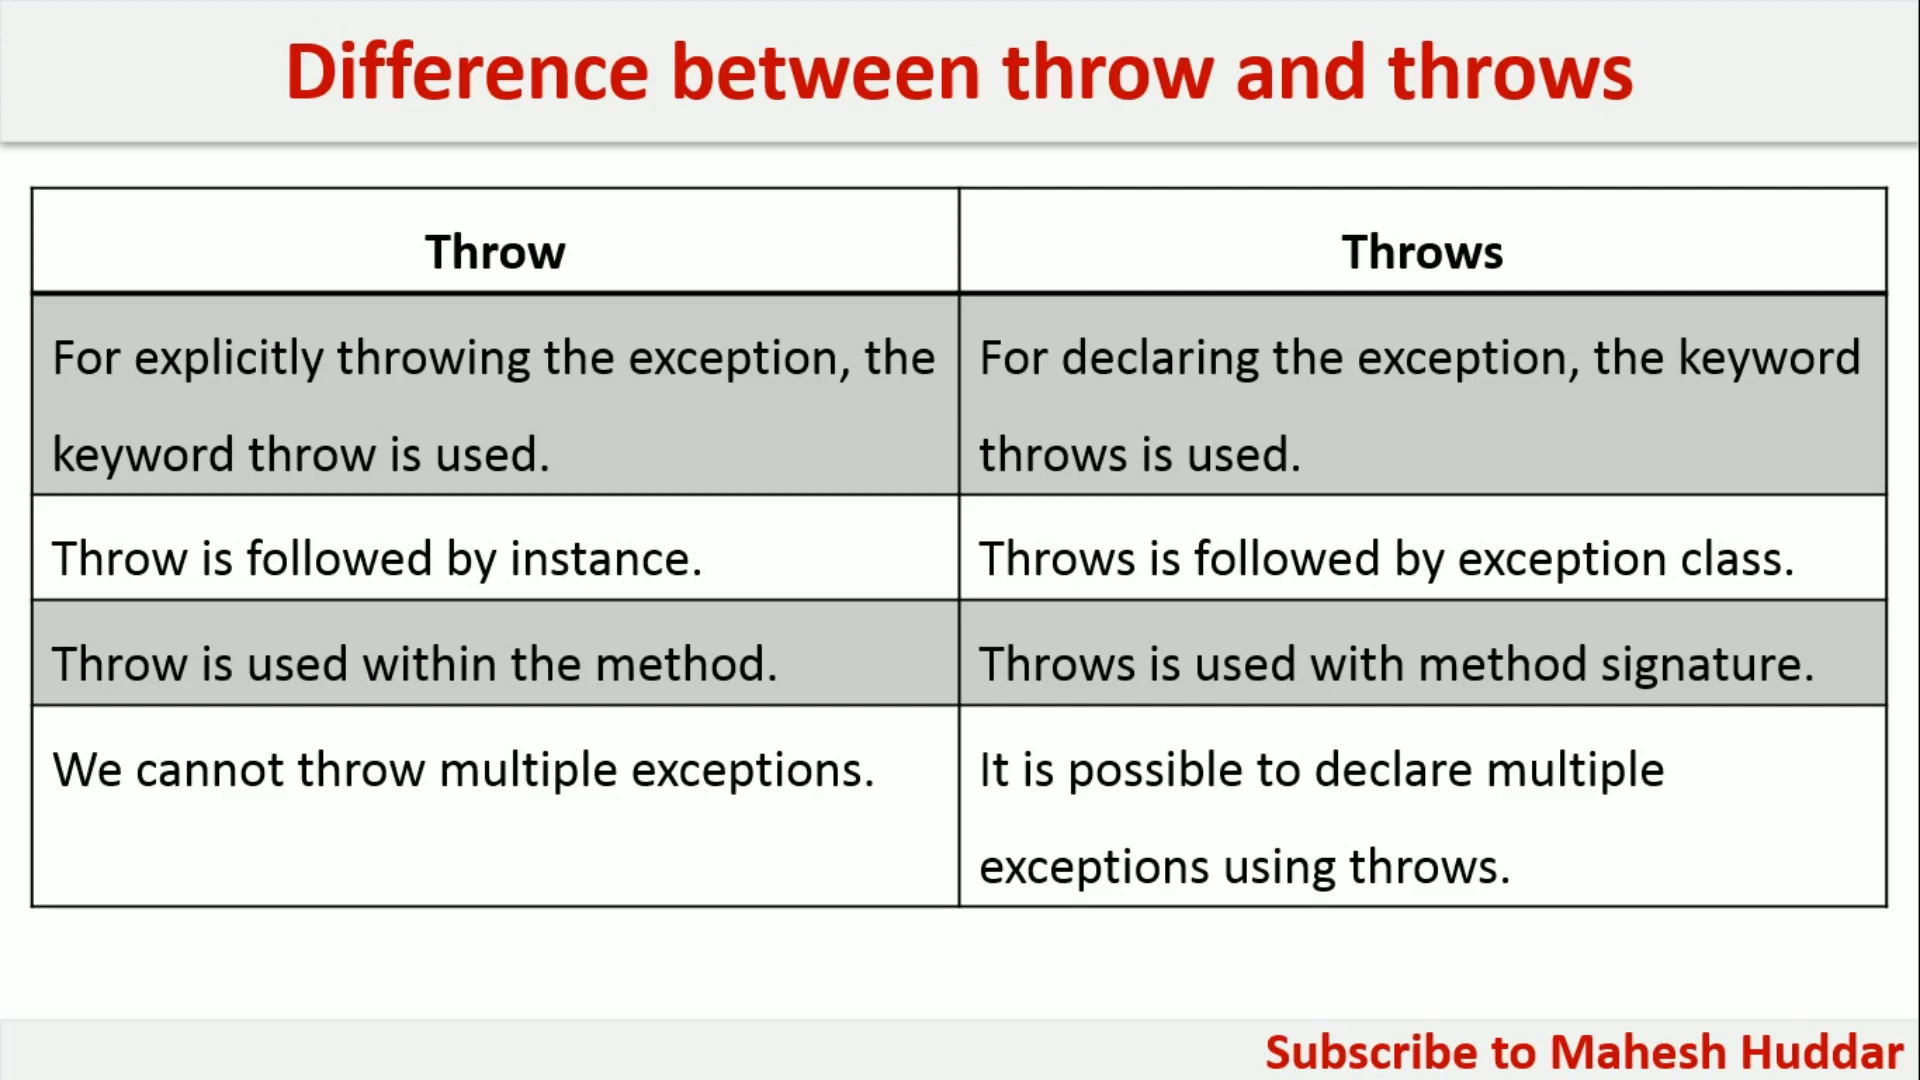 Difference between throw and throws
Throw
Throws
For explicitly throwing the exception, the
keyword throw is used.
For declaring the exception, the keyword
throws is used.
Throw is followed by instance.
Throws is followed by exception class.
Throw is used within the method.
Throws is used with method signature.
We cannot throw multiple exceptions.
It is possible to declare multiple
exceptions using throws.
Subscribe to Mahesh Huddar